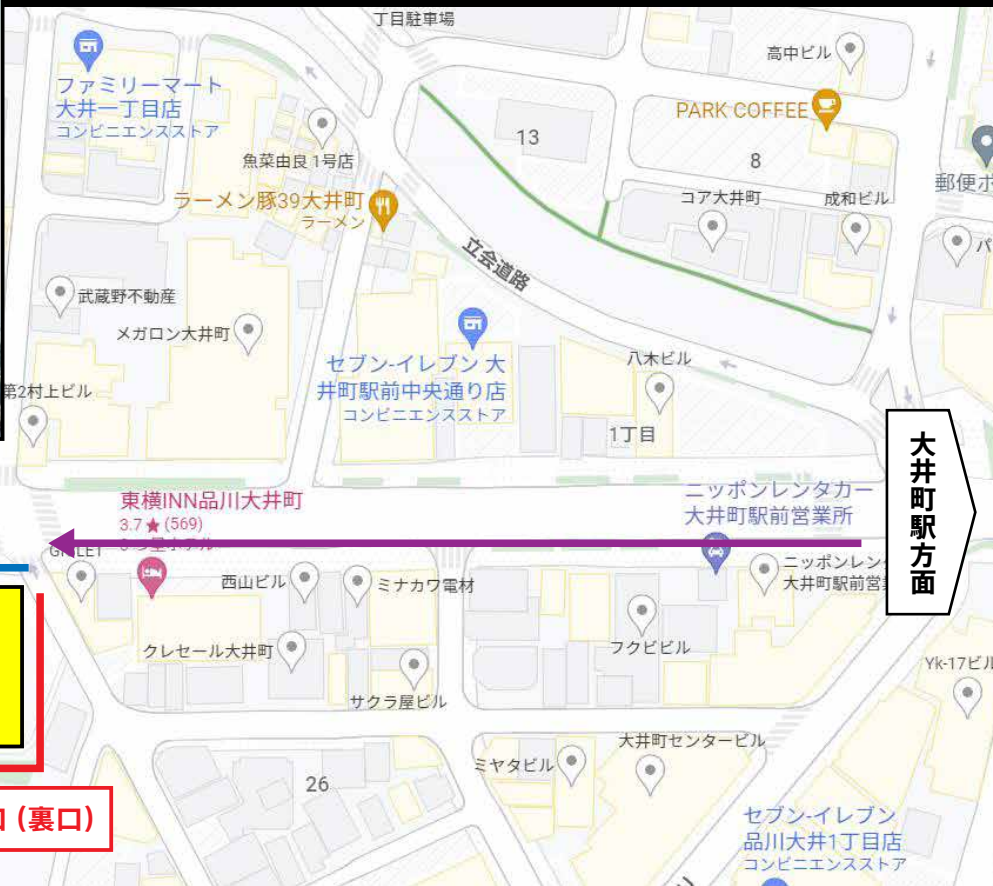 丁目駐車場
高中ビル
ファミリーマート
大井一丁目店
コンビニエンスストア
PARK COFFEE
13
魚菜由良 1号店
8
郵便ポ
ラーメン豚39大井町
ラーメン
コア大井町
成和ビル
立会道路
パ
武蔵野不動産
メガロン大井町
セブン-イレブン 大
井町駅前中央通り店
コンビニエンスストア
八木ビル
第2村上ビル
1丁目
大井町駅方面
東横INN品川大井町
3.7★(569)
ニッポンレンタカー
大井町駅前営業所
西山ビル
ミナカワ電材
ニッポンレン
大井町駅前営
クレセール大井町
フクビビル
サクラ屋ビル
Yk-17ビル
大井町センタービル
ミヤタビル
26
(裏口)
セブン-イレブン
品川大井1丁目店
コンビニエンスストア